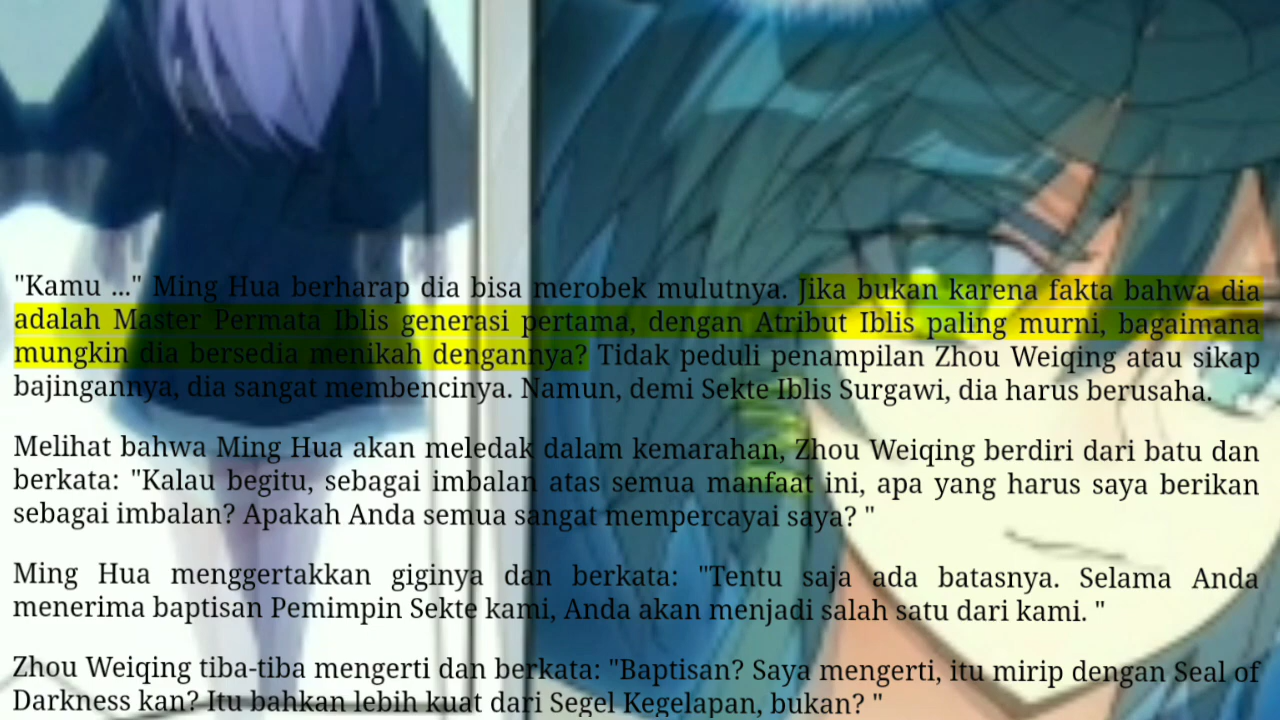 "Kamu ..." Ming Hua berharap dia bisa merobek mulutnya. Jika bukan karena fakta bahwa dia
adalah Master Permata Iblis generasi pertama, dengan Atribut Iblis paling murni, bagaimana
mungkin dia bersedia menikah dengannya? Tidak peduli penampilan Zhou Weiqing atau sikap
bajingannya, dia sangat membencinya. Namun, demi Sekte Iblis Surgawi, dia harus berusaha.
Melihat bahwa Ming Hua akan meledak dalam kemarahan, Zhou Weiqing berdiri dari batu dan
berkata: "Kalau begitu, sebagai imbalan atas semua manfaat ini, apa yang harus saya berikan
sebagai imbalan? Apakah Anda semua sangat mempercayai saya? "
Ming Hua menggertakkan giginya dan berkata: "Tentu saja ada batasnya. Selama Anda
menerima baptisan Pemimpin Sekte kami, Anda akan menjadi salah satu dari kami. "
Zhou Weiqing tiba-tiba mengerti dan berkata: "Baptisan? Saya mengerti, itu mirip dengan Seal of
Darkness kan? Itu bahkan lebih kuat dari Segel Kegelapan, bukan? "